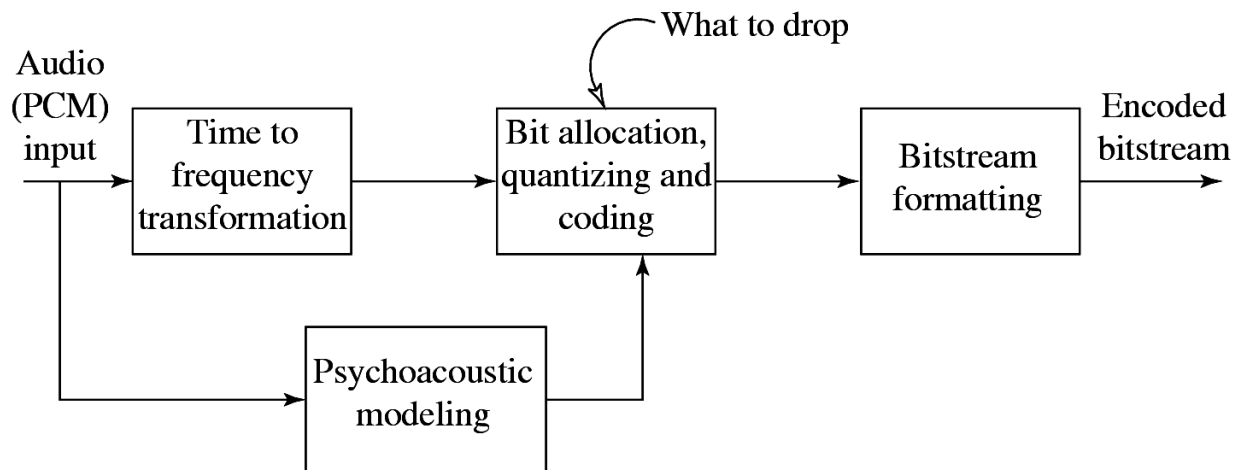 What to drop
Audio
(PCM)
input
Time to
frequency
transformation
Bit allocation,
quantizing and
coding
Bitstream
formatting
Encoded
bitstream
Psychoacoustic
modeling